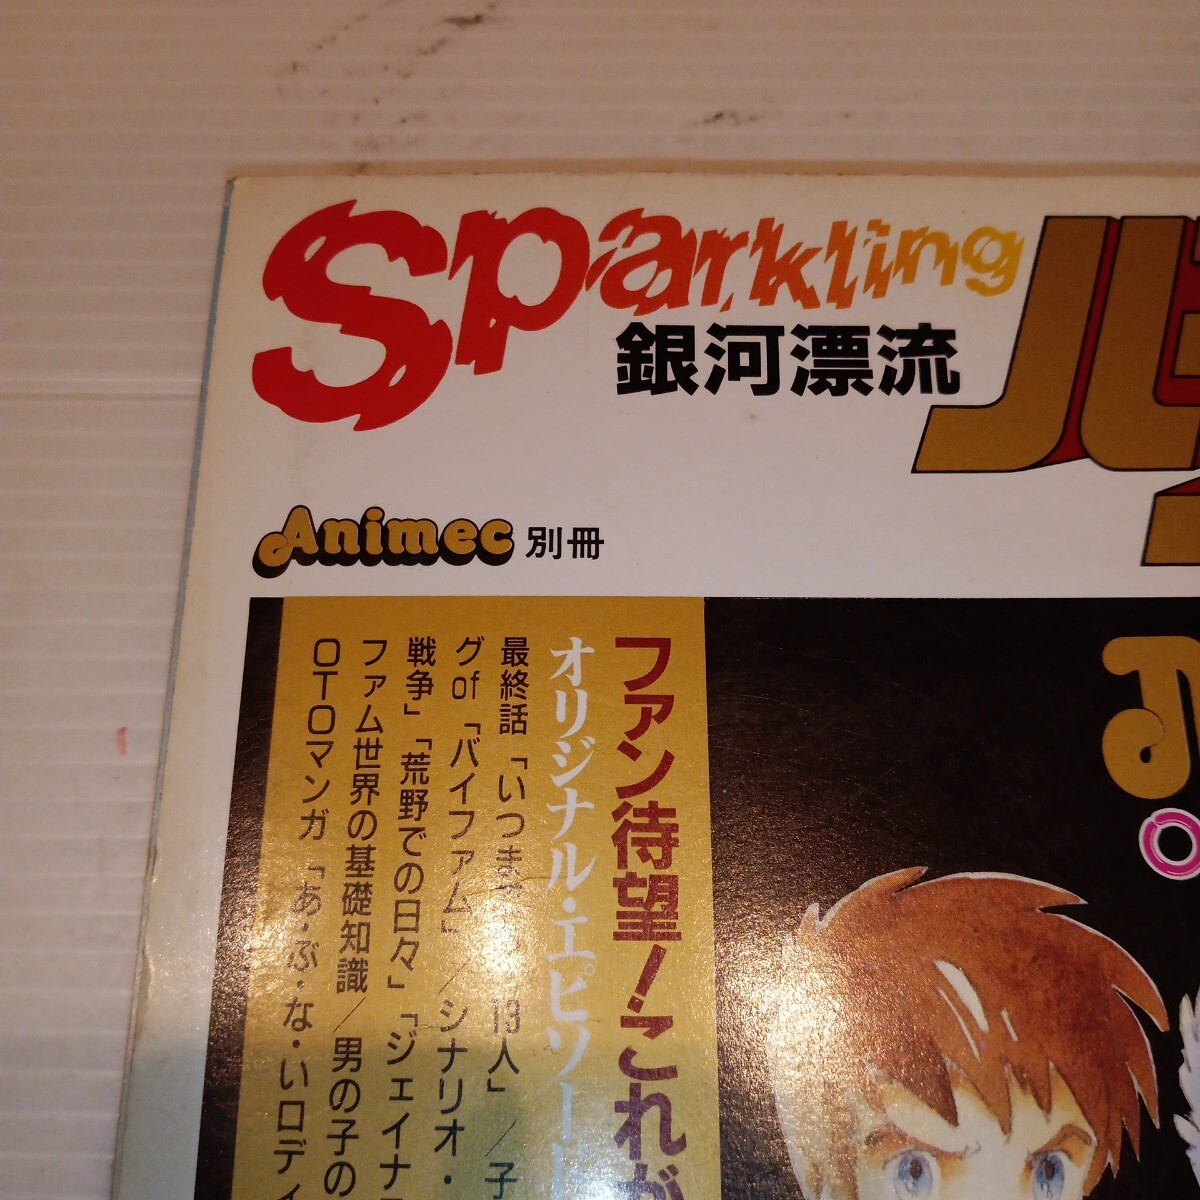 Sparkling
銀河漂流
バ
Animec 別冊
ファン待望!これが
オリジナル・エピソー
最終話「いつまで 13人」/子
グof「バイファム」/シナリオ・
戦争」「荒野での日々」「ジェイナ
ファム世界の基礎知識/男の子の
OTOマンガ「あ・ぶ・な・いロディ